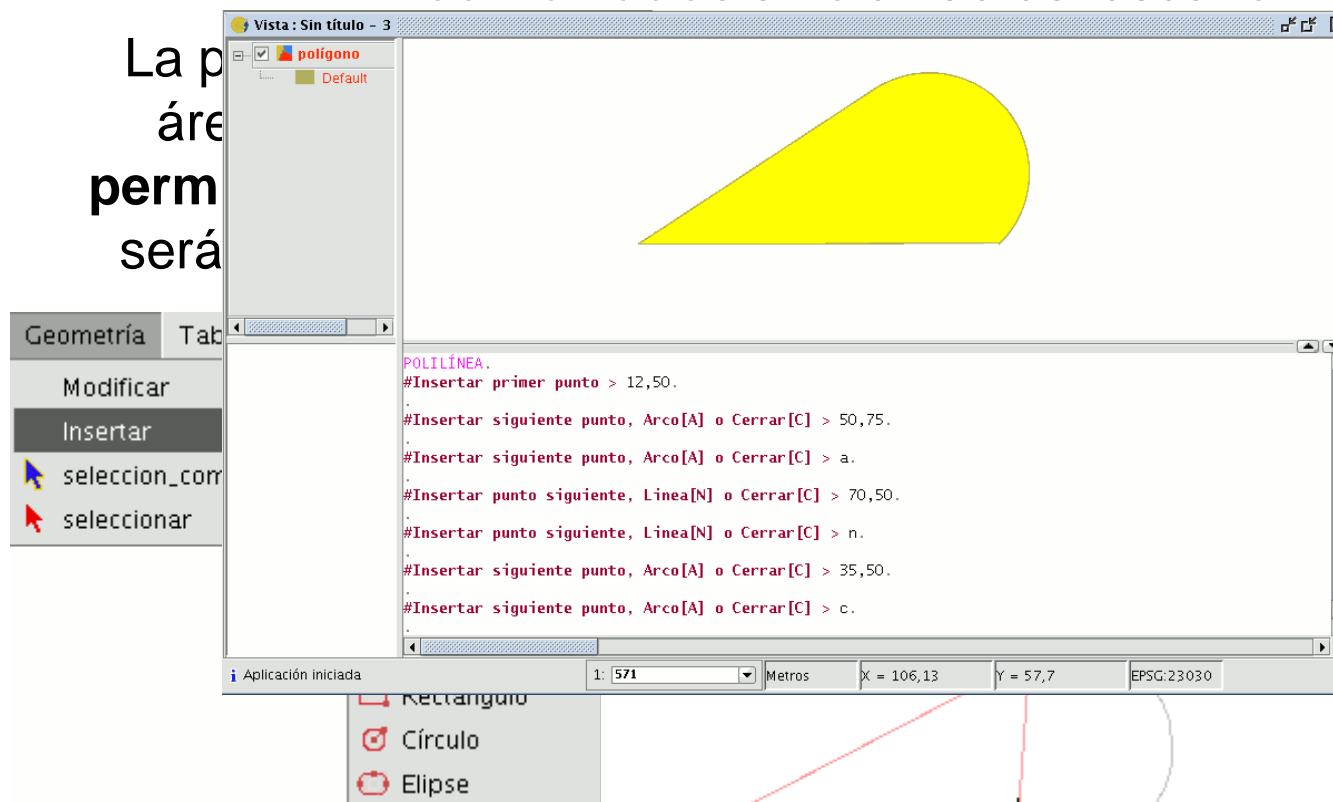 Vista : Sin título - 3
polígono
Default
La p
áre
perm
será
Geometría Tab
Modificar
Insertar
seleccion_com
seleccionar
POLILÍNEA.
#Insertar primer punto > 12,50.
.
#Insertar siguiente punto, Arco[A] o Cerrar[C] > 50,75.
.
#Insertar siguiente punto, Arco[A] o Cerrar[C] > a.
.
#Insertar punto siguiente, Linea[N] o Cerrar[C] > 70,50.
.
#Insertar punto siguiente, Linea[N] o Cerrar[C] > n.
.
#Insertar siguiente punto, Arco[A] o Cerrar[C] > 35,50.
.
#Insertar siguiente punto, Arco[A] o Cerrar[C] > c.
.
Aplicación iniciada 1: 571 Metros X = 106,13 Y = 57,7 EPSG:23030
Rectángulo
Círculo
Elipse